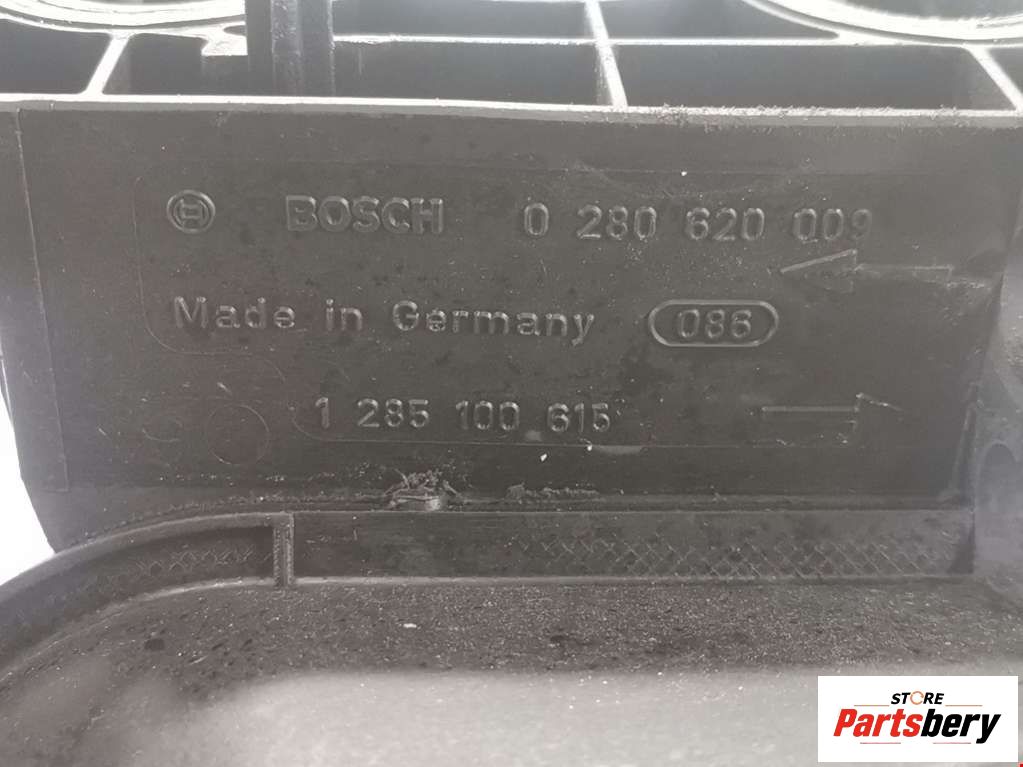 BOSCH 0 280 620 009
Made in Germany 086
1 285 100 615
STORE
Partsbery